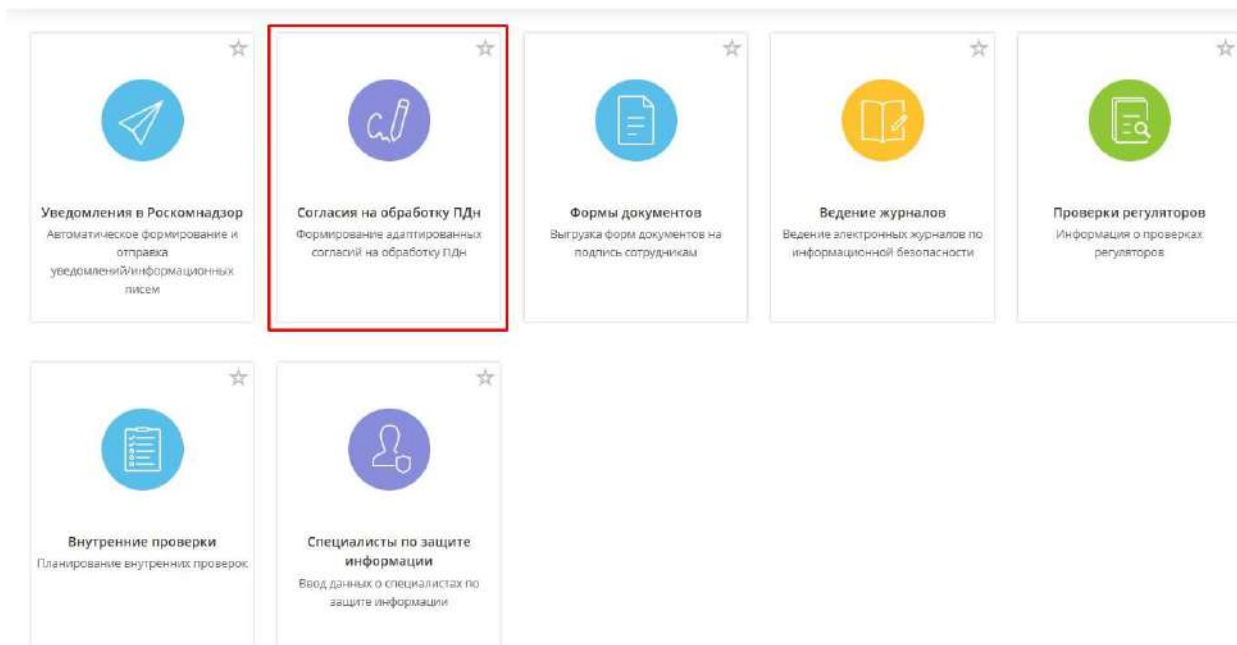 Уведомления в Роскомнадзор
Автоматическое формирование и
отправка
уведомлений/информационных
писем
Согласия на обработку ПДн
Формирование адаптированных
согласий на обработку ПДн
Формы документов
Выгрузка форм документов на
подпись сотрудникам
Ведение журналов
Ведение электронных журналов по
информационной безопасности
Проверки регуляторов
Информация о проверках
регуляторов
Внутренние проверки
Планирование внутренних проверок
Специалисты по защите
информации
Ввод данных о специалистах по
защите информации